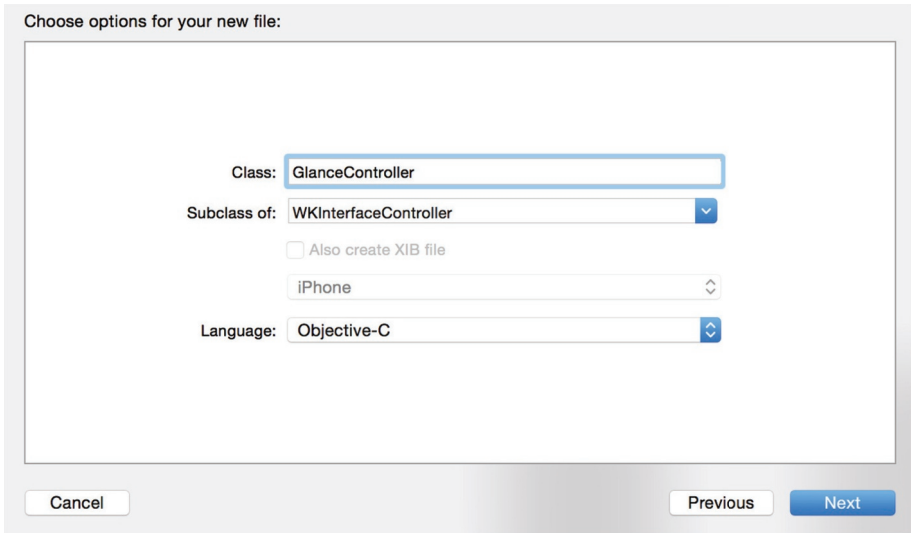 Choose options for your new file:
Class: GlanceController
Subclass of: WKInterfaceController
Also create XIB file
iPhone
Language: Objective-C
Cancel Previous Next